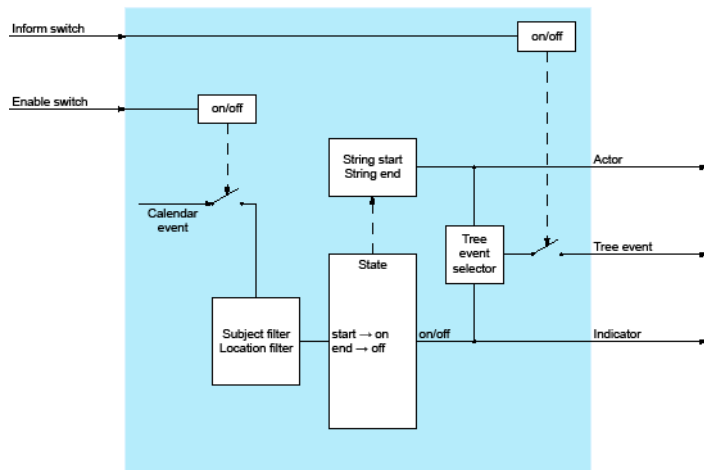 Inform switch
on/off
Enable switch
on/off
String start
String end
Actor
Calendar
event
Tree
event
selector
Tree event
State
Subject filter
Location filter
start → on
end → off
on/off
Indicator